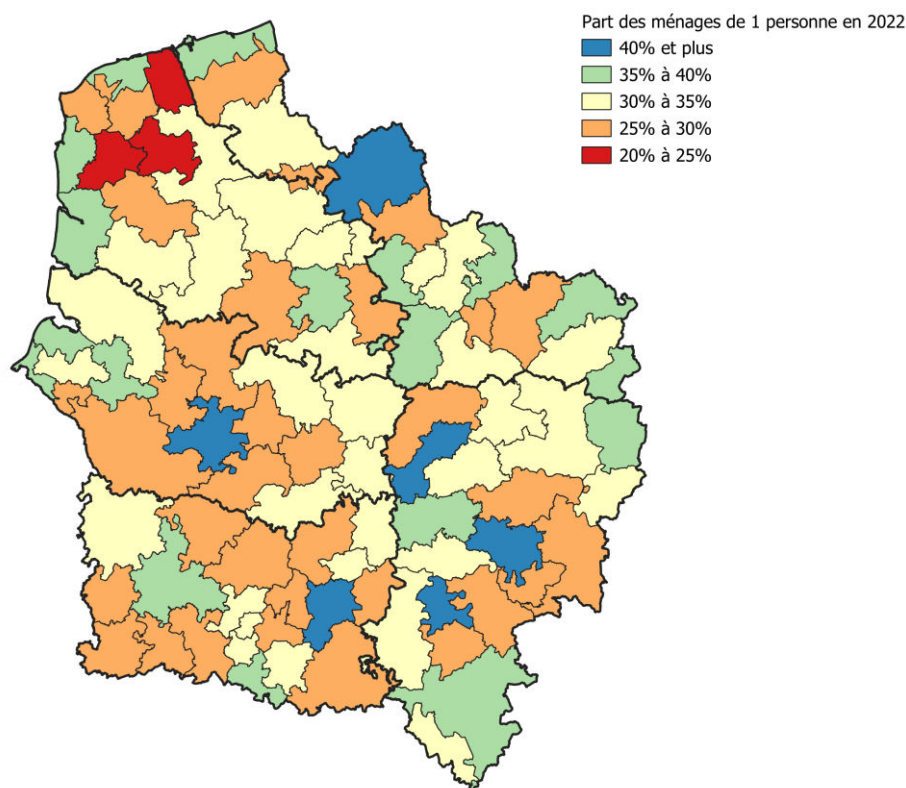 Part des ménages de 1 personne en 2022
40% et plus
35% à 40%
30% à 35%
25% à 30%
20% à 25%